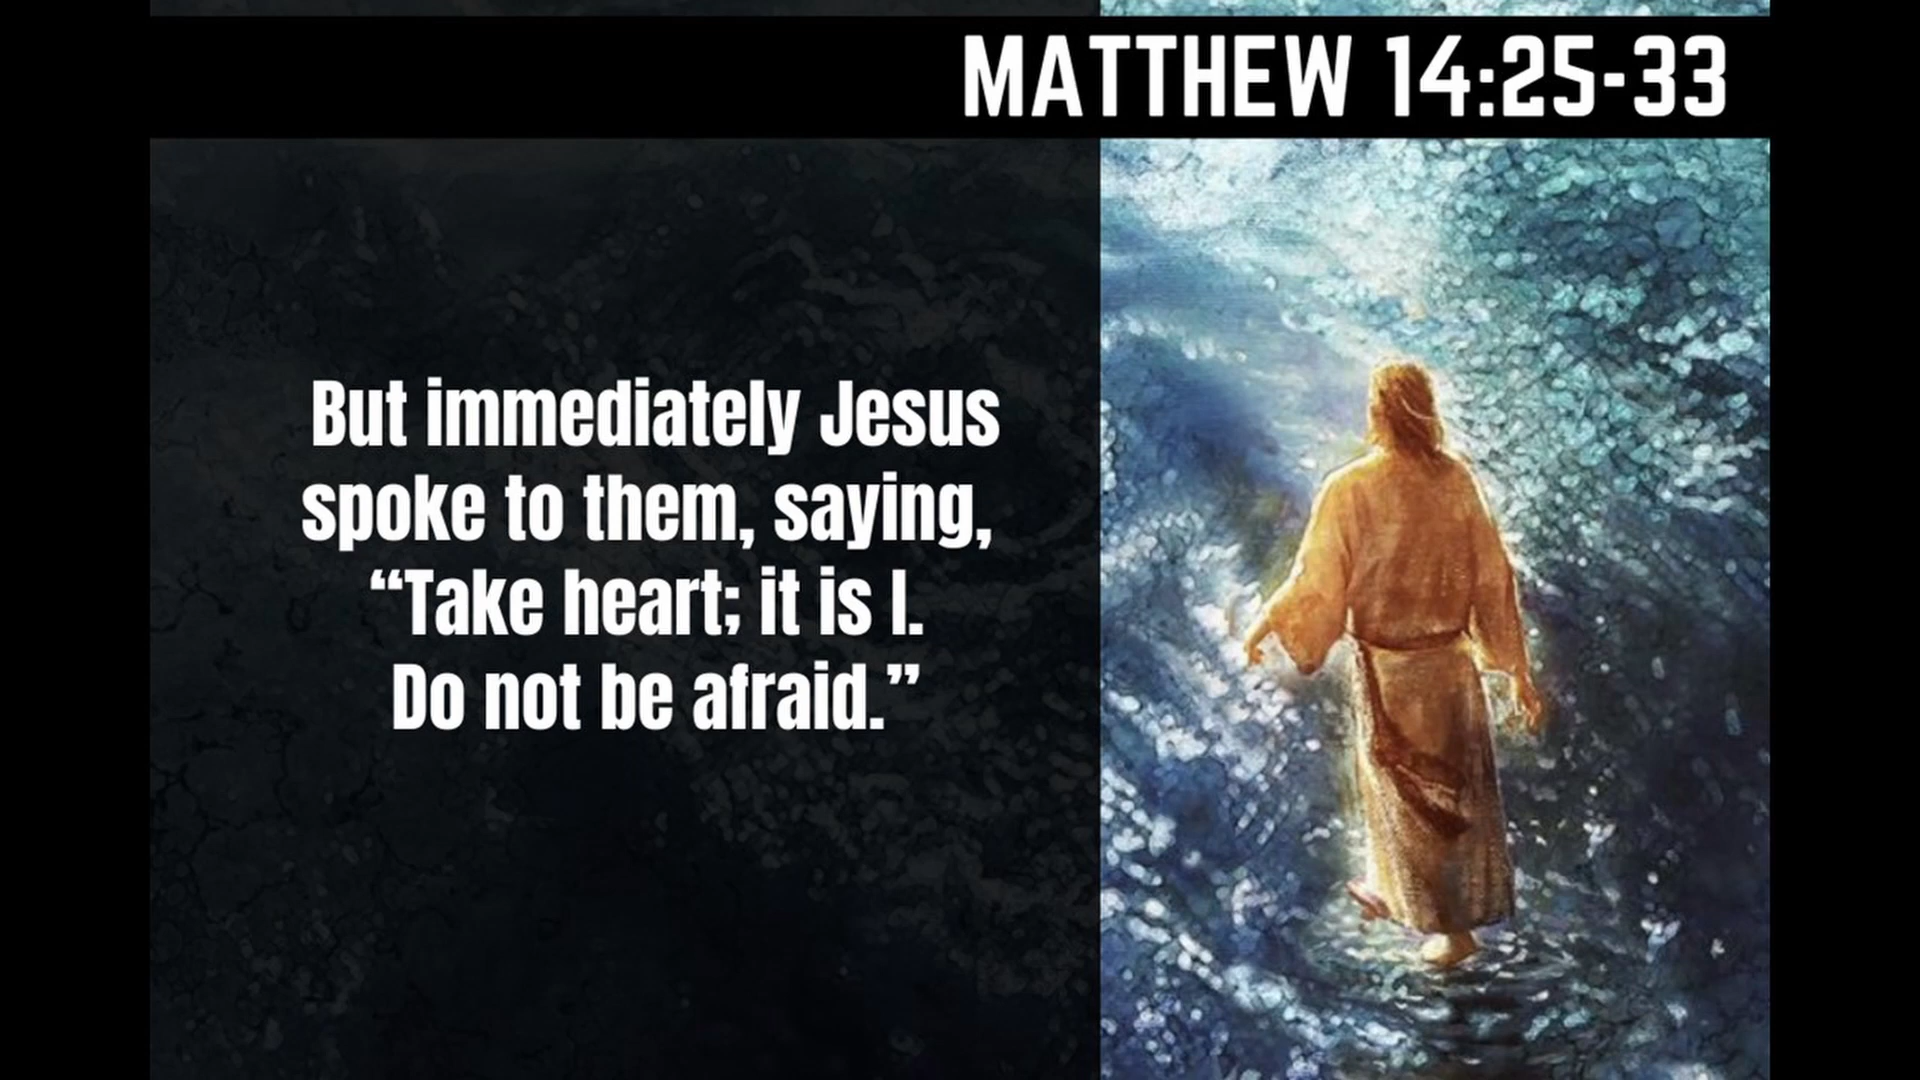 MATTHEW 14:25-33
But immediately Jesus
spoke to them, saying,
“Take heart; it is I.
Do not be afraid.”